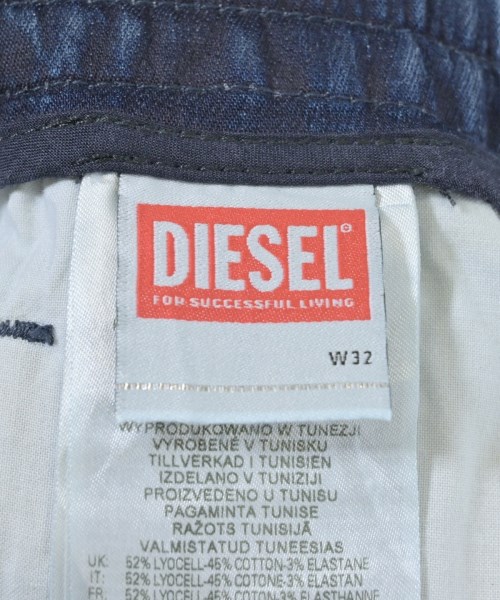 DIESEL
FOR SUCCESSFUL LIVING
W32
WYPRODUKOWANO W TUNEZJI
VYROBENÉ V TUNISKU
TILLVERKAD I TUNISIEN
IZDELANO V TUNIZIJI
PROIZVEDENO U TUNISU
PAGAMINTA TUNISE
RAŽOTS TUNISIJĀ
VALMISTATUD TUNEESIAS
UK: 52% LYOCELL-45% COTTON-3% ELASTANE
IT: 52% LYOCELL-45% COTONE-3% ELASTANE
FR: 52% LYOCELL-45% COTON-3% ELASTHANNE